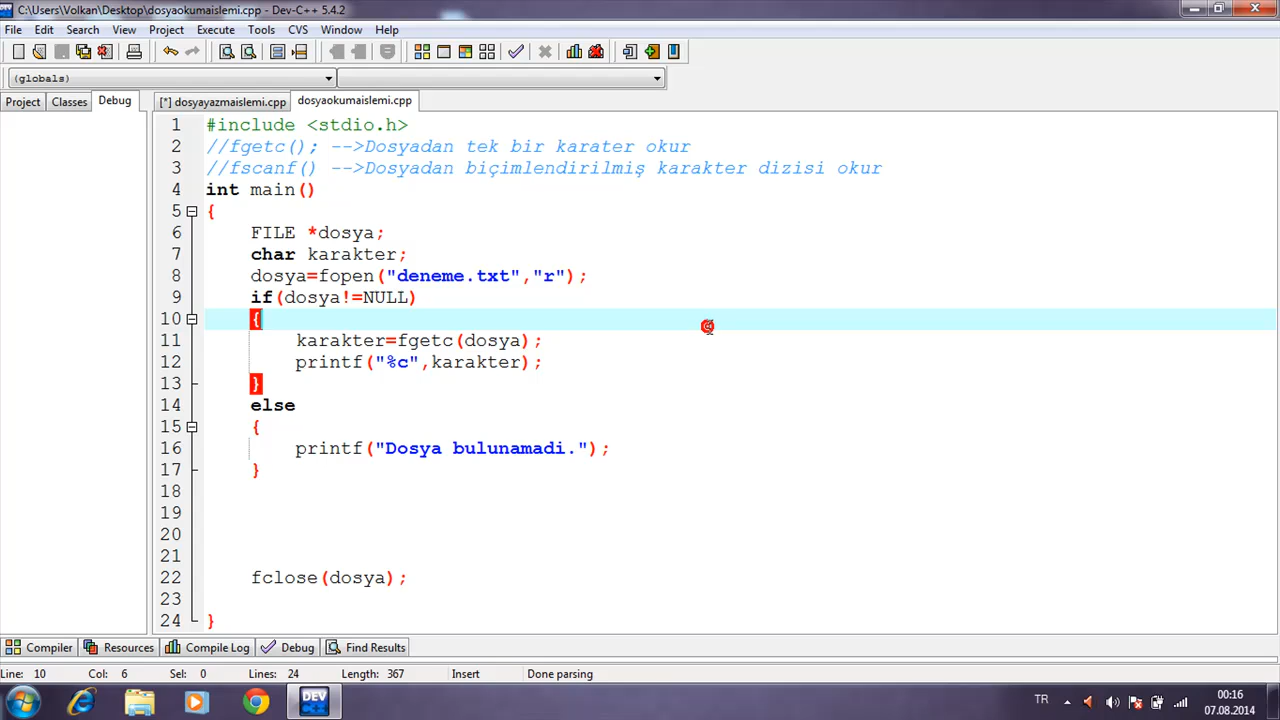 C:\Users\Volkan\Desktop\dosyaokumaislemi.cpp - Dev-C++ 5.4.2
File Edit Search View Project Execute Tools CVS Window Help
(globals)
Project Classes Debug [*] dosyayazmaislemi.cpp dosyaokumaislemi.cpp
1 #include <stdio.h>
2 //fgetc(); -->Dosyadan tek bir karater okur
3 //fscanf() -->Dosyadan biçimlendirilmiş karakter dizisi okur
4 int main()
5 {
6 FILE *dosya;
7 char karakter;
8 dosya=fopen("deneme.txt","r");
9 if(dosya!=NULL)
10 {
11 karakter=fgetc(dosya);
12 printf("%c",karakter);
13 }
14 else
15 {
16 printf("Dosya bulunamadi.");
17 }
18
19
20
21
22 fclose(dosya);
23
24 }
Compiler Resources Compile Log Debug Find Results
Line: 10 Col: 6 Sel: 0 Lines: 24 Length: 367 Insert Done parsing
DEV
TR 00:16
07.08.2014